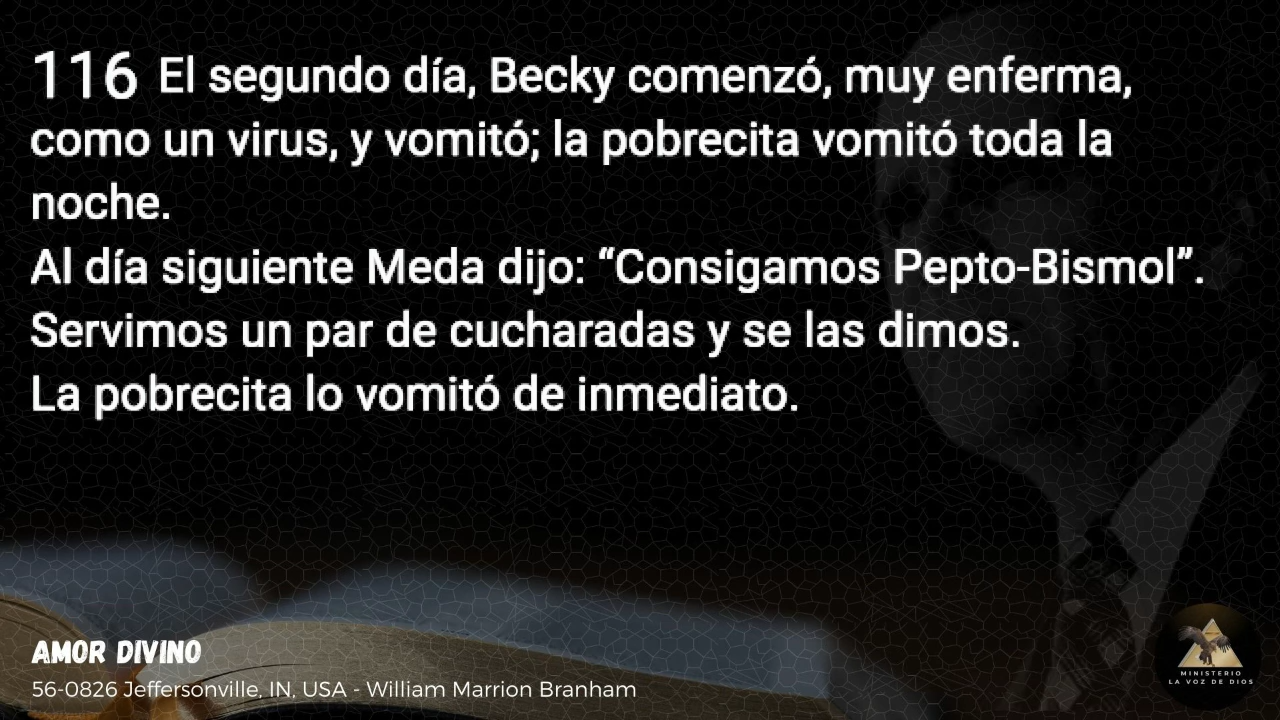 116 El segundo día, Becky comenzó, muy enferma,
como un virus, y vomitó; la pobrecita vomitó toda la
noche.
Al día siguiente Meda dijo: “Consigamos Pepto-Bismol”.
Servimos un par de cucharadas y se las dimos.
La pobrecita lo vomitó de inmediato.
AMOR DIVINO
56-0826 Jeffersonville, IN, USA - William Marrion Branham
MINISTERIO
LA VOZ DE DIOS